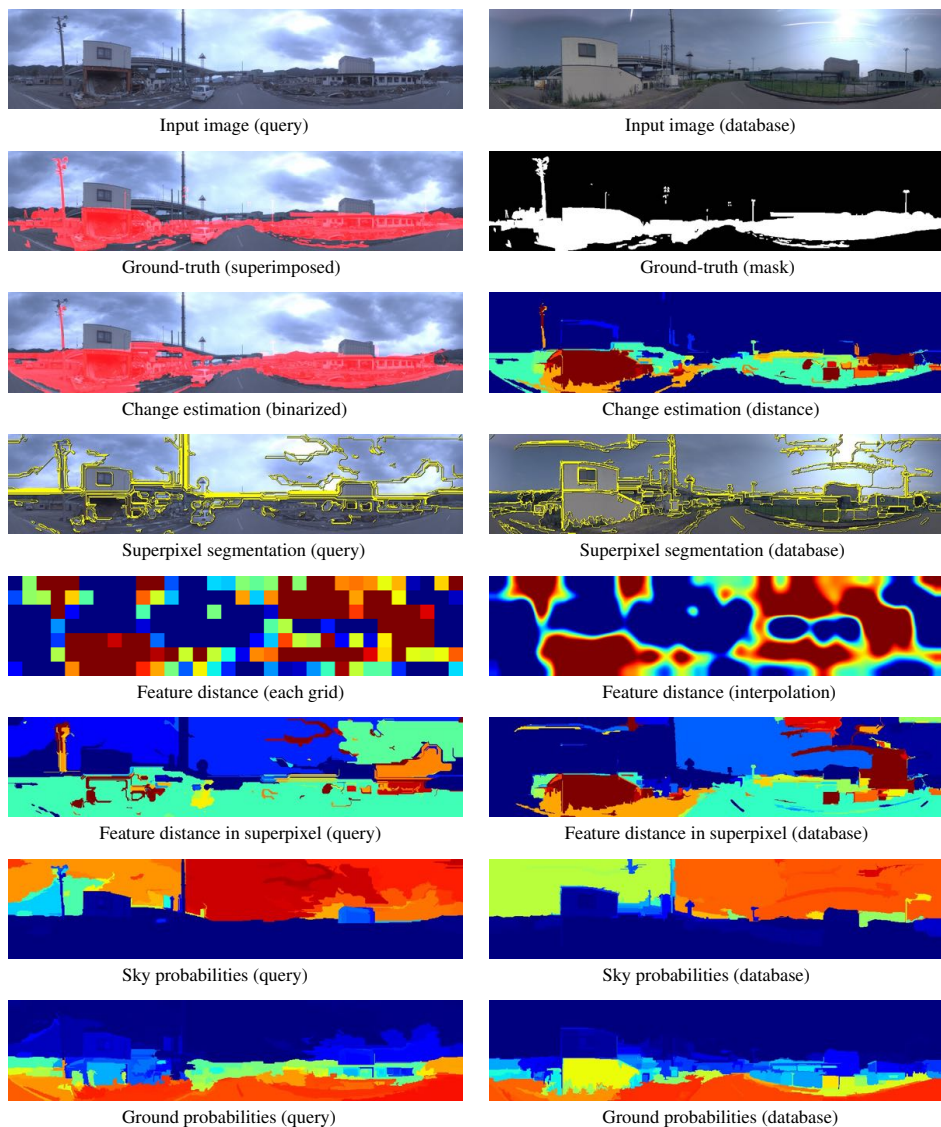 Input image (query)
Input image (database)
Ground-truth (superimposed)
Ground-truth (mask)
Change estimation (binarized)
Change estimation (distance)
Superpixel segmentation (query)
Superpixel segmentation (database)
Feature distance (each grid)
Feature distance (interpolation)
Feature distance in superpixel (query)
Feature distance in superpixel (database)
Sky probabilities (query)
Sky probabilities (database)
Ground probabilities (query)
Ground probabilities (database)